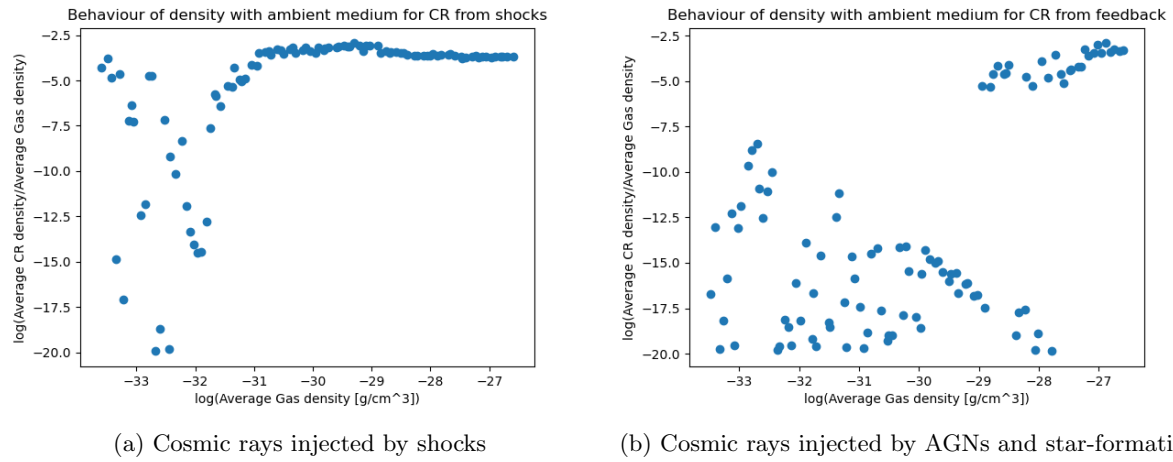 Behaviour of density with ambient medium for CR from shocks
log(Average CR density/Average Gas density)
−2.5
−5.0
−7.5
−10.0
−12.5
−15.0
−17.5
−20.0
−33 −32 −31 −30 −29 −28 −27
log(Average Gas density [g/cm^3])
(a) Cosmic rays injected by shocks
Behaviour of density with ambient medium for CR from feedback
log(Average CR density/Average Gas density
−2.5
−5.0
−7.5
−10.0
−12.5
−15.0
−17.5
−20.0
−33 −32 −31 −30 −29 −28 −27
log(Average Gas density [g/cm^3])
(b) Cosmic rays injected by AGNs and star-formati